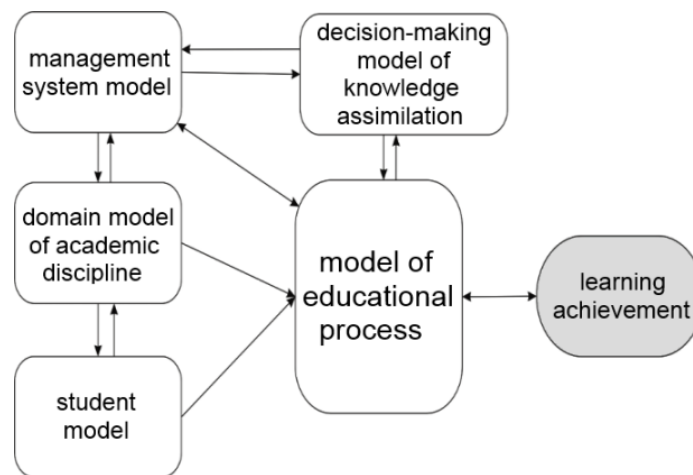 management
system model
decision-making
model of
knowledge
assimilation
domain model
of academic
discipline
model of
educational
process
learning
achievement
student
model